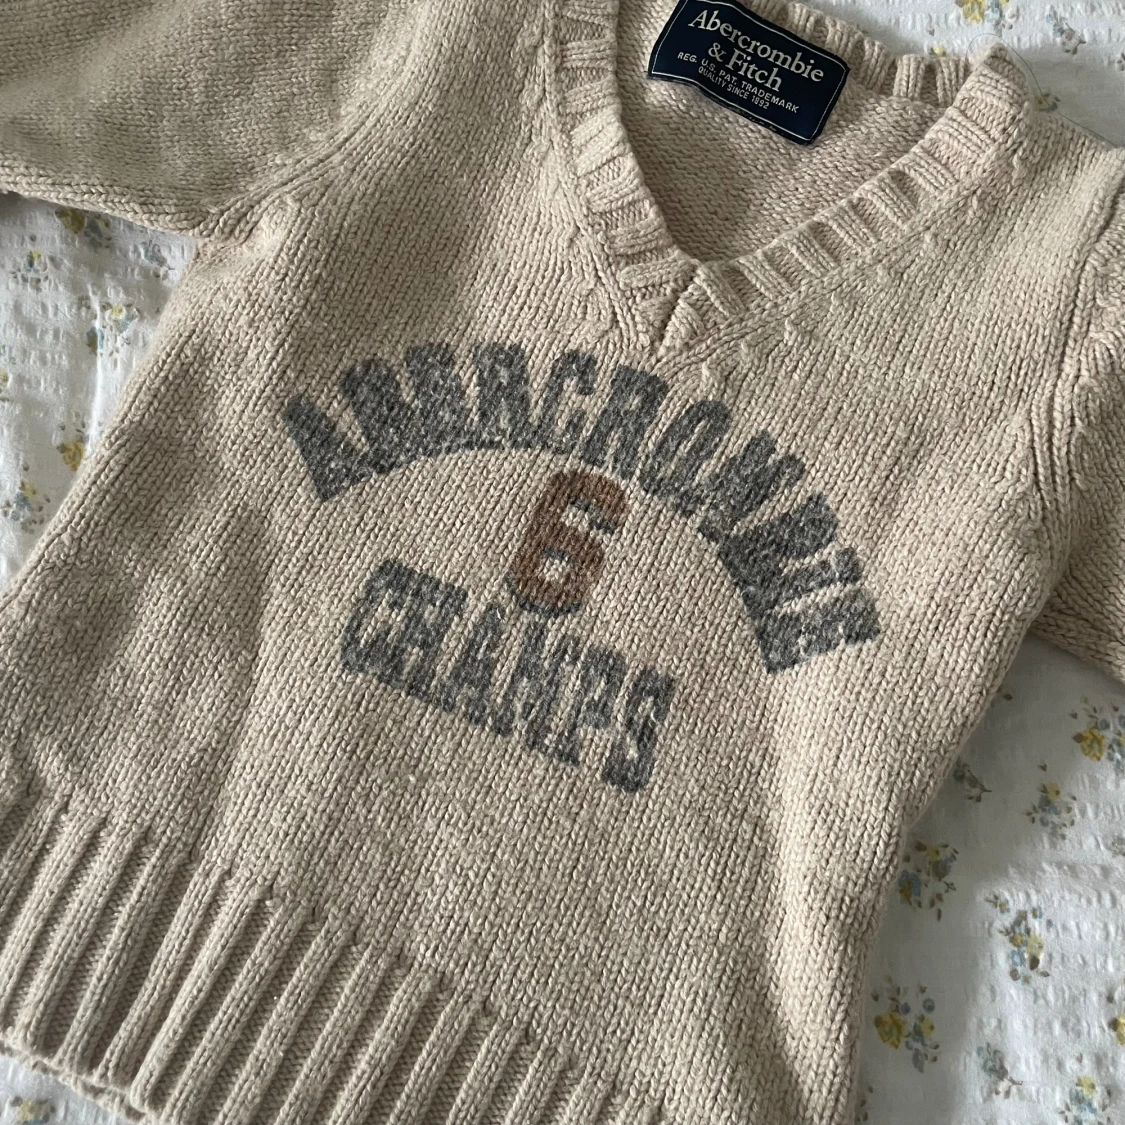 Abercrombie
& Fitch
REG. U.S. PAT. TRADEMARK
QUALITY SINCE 1892
ABERCROMBIE
6
CHAMPS